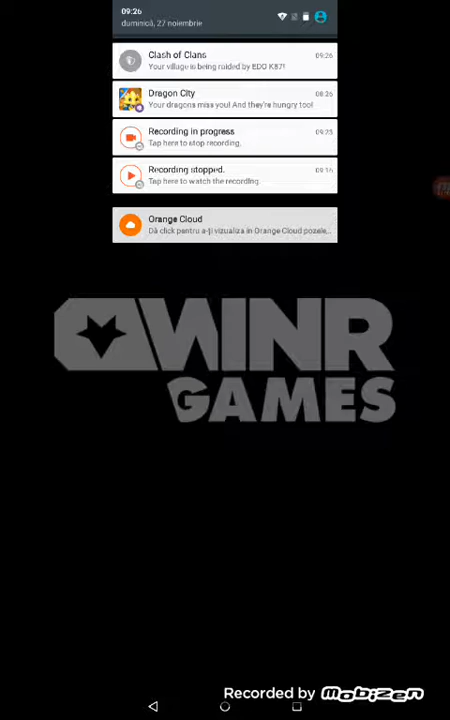 09:26
duminică, 27 noiembrie
Clash of Clans 09:26
Your village is being raided by
Dragon City 08:26
Your dragons miss you! And they're hungry too!
Recording in progress 09:25
Tap here to stop recording.
Recording stopped. 09:16
Tap here to watch the recording.
Orange Cloud
Dă click pentru a-ți vizualiza în Orange Cloud pozele...
WINR
GAMES
Recorded by MOBIZEN